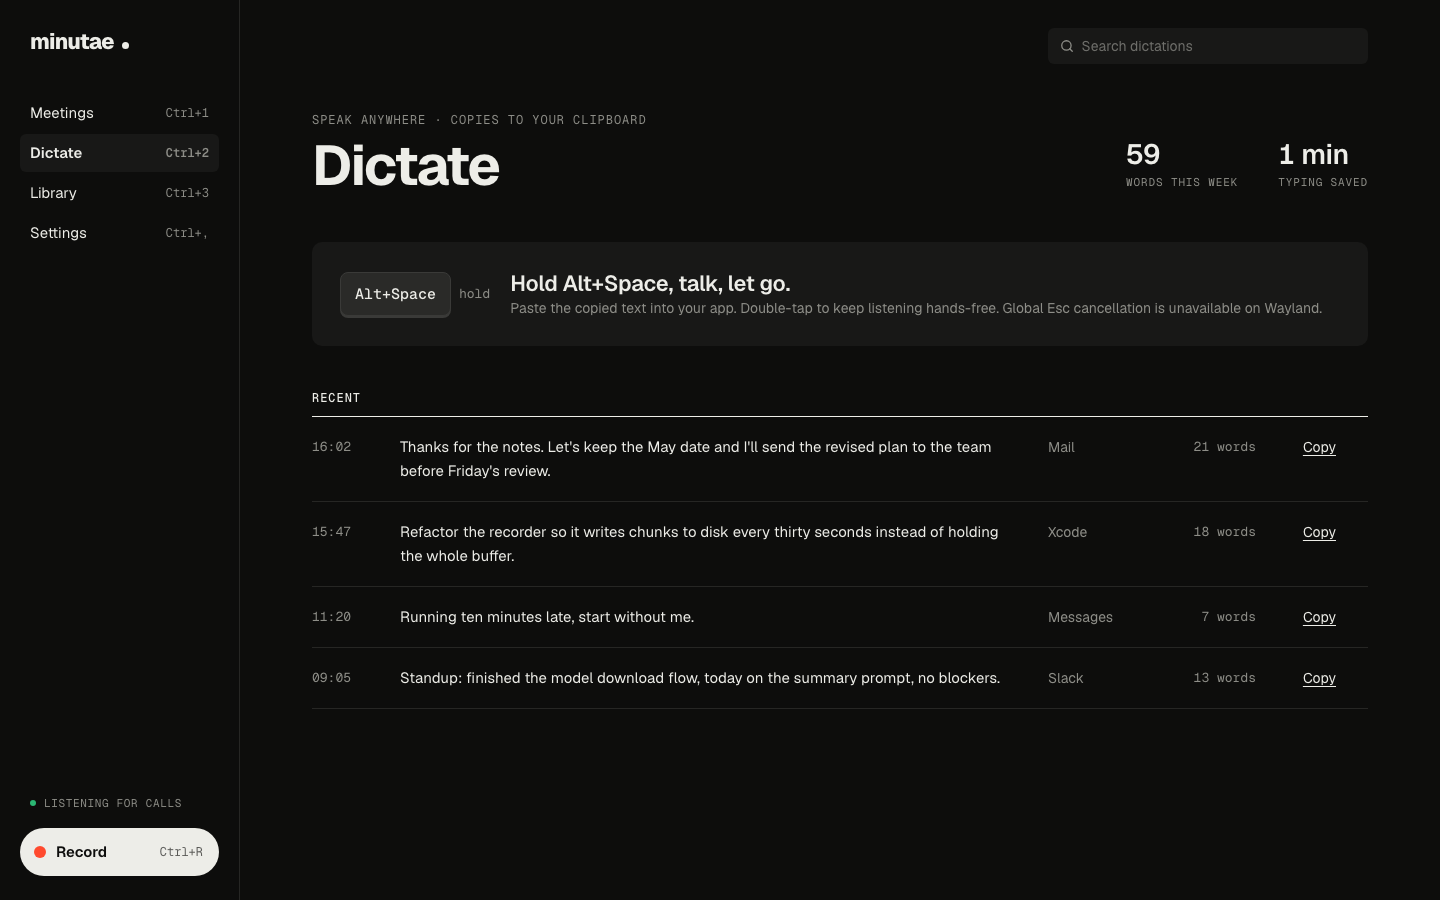 minutae
Meetings Ctrl+1
Dictate Ctrl+2
Library Ctrl+3
Settings Ctrl+,
LISTENING FOR CALLS
Record Ctrl+R
Search dictations
SPEAK ANYWHERE · COPIES TO YOUR CLIPBOARD
Dictate
59
WORDS THIS WEEK
1 min
TYPING SAVED
Alt+Space hold
Hold Alt+Space, talk, let go.
Paste the copied text into your app. Double-tap to keep listening hands-free. Global Esc cancellation is unavailable on Wayland.
RECENT
16:02 Thanks for the notes. Let's keep the May date and I'll send the revised plan to the team Mail 21 words Copy
before Friday's review.
15:47 Refactor the recorder so it writes chunks to disk every thirty seconds instead of holding Xcode 18 words Copy
the whole buffer.
11:20 Running ten minutes late, start without me. Messages 7 words Copy
09:05 Standup: finished the model download flow, today on the summary prompt, no blockers. Slack 13 words Copy